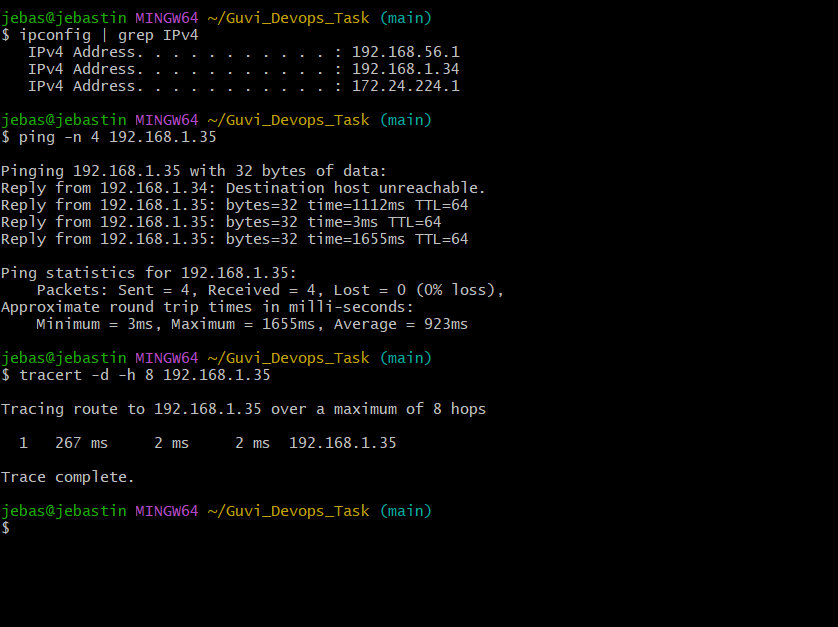 jebas@jebastin MINGW64 ~/Guvi_Devops_Task (main)
$ ipconfig | grep IPv4
   IPv4 Address. . . . . . . . . . . : 192.168.56.1
   IPv4 Address. . . . . . . . . . . : 192.168.1.34
   IPv4 Address. . . . . . . . . . . : 172.24.224.1
jebas@jebastin MINGW64 ~/Guvi_Devops_Task (main)
$ ping -n 4 192.168.1.35
Pinging 192.168.1.35 with 32 bytes of data:
Reply from 192.168.1.34: Destination host unreachable.
Reply from 192.168.1.35: bytes=32 time=1112ms TTL=64
Reply from 192.168.1.35: bytes=32 time=3ms TTL=64
Reply from 192.168.1.35: bytes=32 time=1655ms TTL=64
Ping statistics for 192.168.1.35:
    Packets: Sent = 4, Received = 4, Lost = 0 (0% loss),
Approximate round trip times in milli-seconds:
    Minimum = 3ms, Maximum = 1655ms, Average = 923ms
jebas@jebastin MINGW64 ~/Guvi_Devops_Task (main)
$ tracert -d -h 8 192.168.1.35
Tracing route to 192.168.1.35 over a maximum of 8 hops
  1   267 ms     2 ms     2 ms  192.168.1.35
Trace complete.
jebas@jebastin MINGW64 ~/Guvi_Devops_Task (main)
$